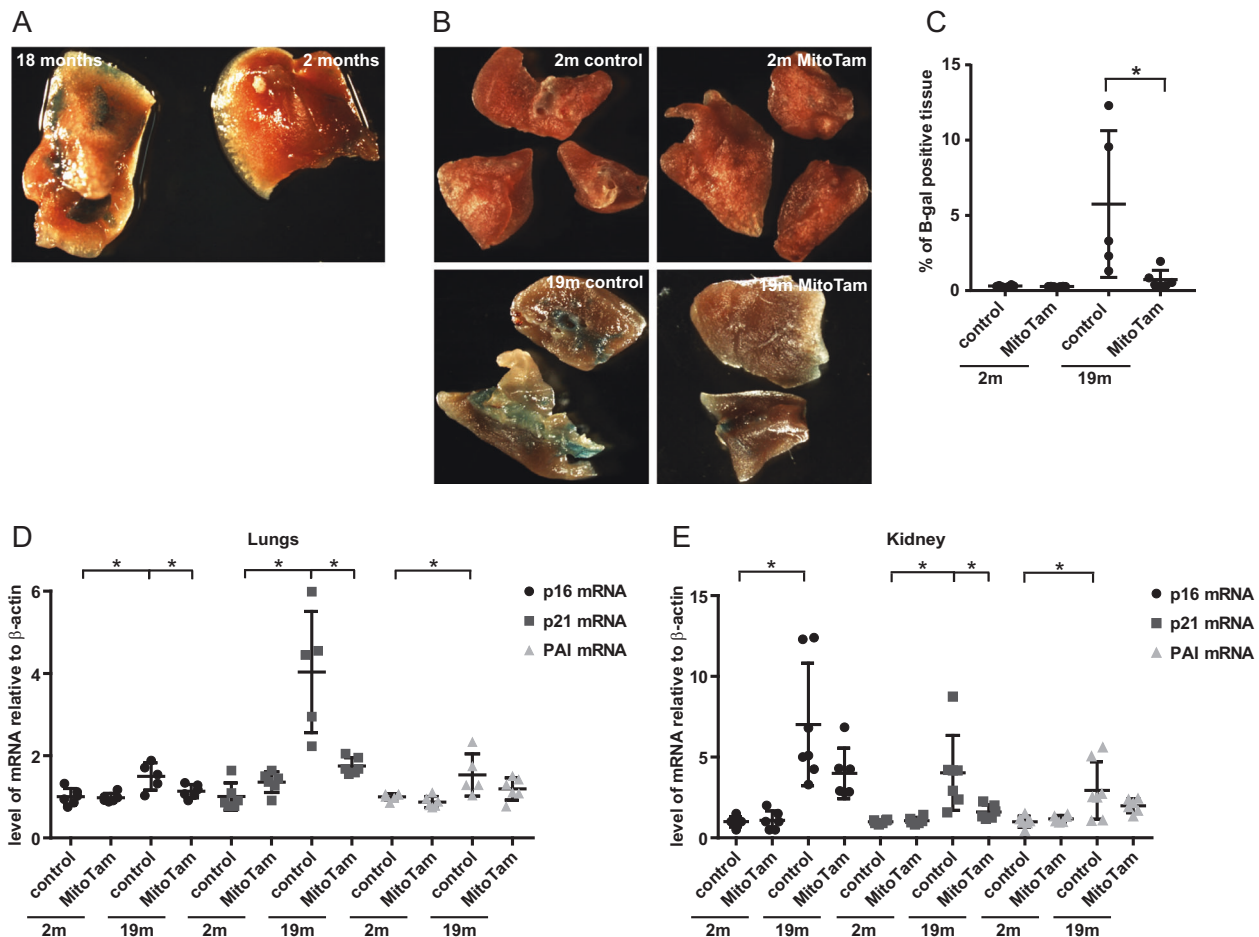 A
18 months
2 months
B
2m control
2m MitoTam
19m control
19m MitoTam
C
% of B-gal positive tissue
15
10
5
0
*
control
MitoTam
control
MitoTam
2m
19m
D
Lungs
level of mRNA relative to β-actin
6
4
2
0
* * * * *
p16 mRNA
p21 mRNA
PAI mRNA
control
MitoTam
control
MitoTam
control
MitoTam
control
MitoTam
control
MitoTam
control
MitoTam
2m 19m 2m 19m 2m 19m
E
Kidney
level of mRNA relative to β-actin
15
10
5
0
* * * *
p16 mRNA
p21 mRNA
PAI mRNA
control
MitoTam
control
MitoTam
control
MitoTam
control
MitoTam
control
MitoTam
control
MitoTam
2m 19m 2m 19m 2m 19m